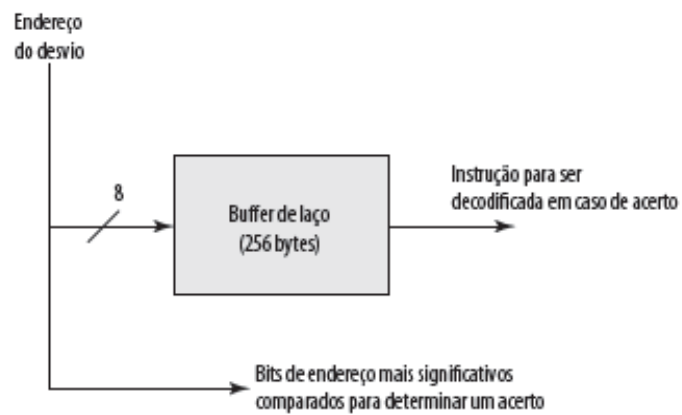 Endereço
do desvio
8
Buffer de laço
(256 bytes)
Instrução para ser
decodificada em caso de acerto
Bits de endereço mais significativos
comparados para determinar um acerto